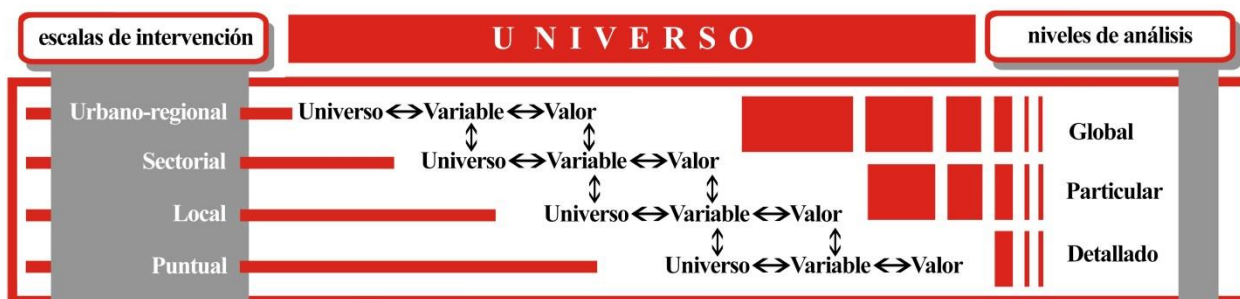 escalas de intervención
UNIVERSO
niveles de análisis
Urbano-regional Universo ↔ Variable ↔ Valor
Global
Sectorial Universo ↔ Variable ↔ Valor
Particular
Local Universo ↔ Variable ↔ Valor
Puntual Universo ↔ Variable ↔ Valor
Detallado